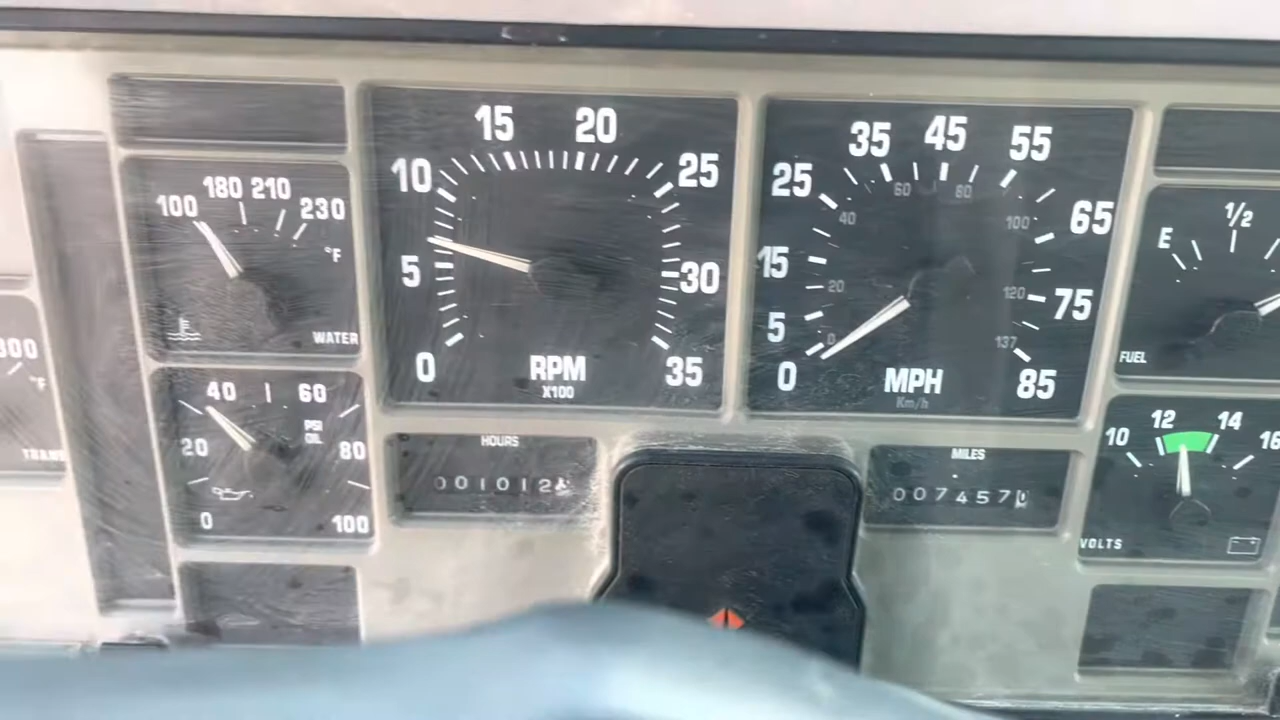 100 180 210 230
°F
WATER
15 20
10 25
5 30
0 35
RPM
X100
35 45 55
25 65
15 75
5 85
0
60 80
40 100
20 120
0 137
MPH
Km/h
E 1/2
FUEL
300
°F
TRANS
40 60
PSI
OIL
20 80
0 100
HOURS
001012
MILES
007457
12 14
10 16
VOLTS